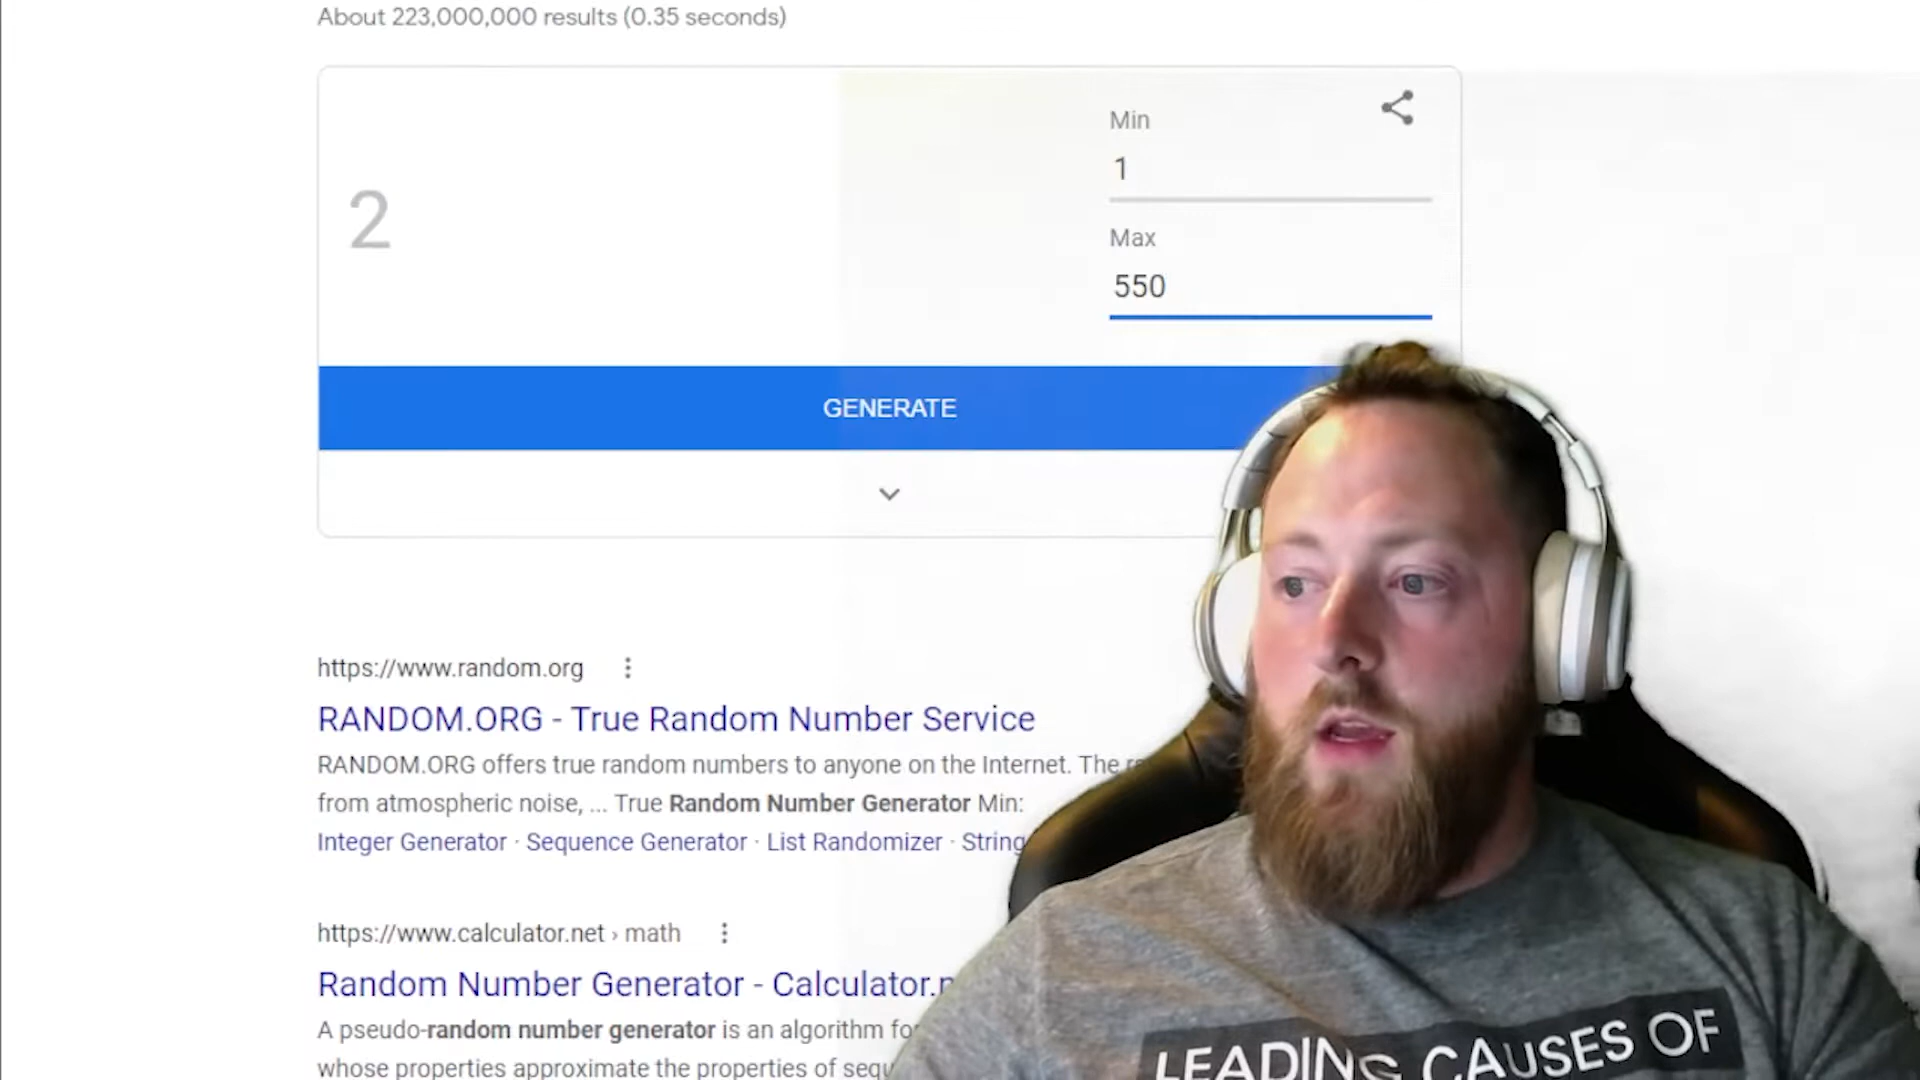 About 223,000,000 results (0.35 seconds)
Min
1
2
Max
550
GENERATE
https://www.random.org
RANDOM.ORG - True Random Number Service
RANDOM.ORG offers true random numbers to anyone on the Internet. The
from atmospheric noise, ... True Random Number Generator Min:
Integer Generator · Sequence Generator · List Randomizer · String
https://www.calculator.net › math
Random Number Generator - Calculator.n
A pseudo-random number generator is an algorithm for
whose properties approximate the properties of sequ
LEADING CAUSES OF